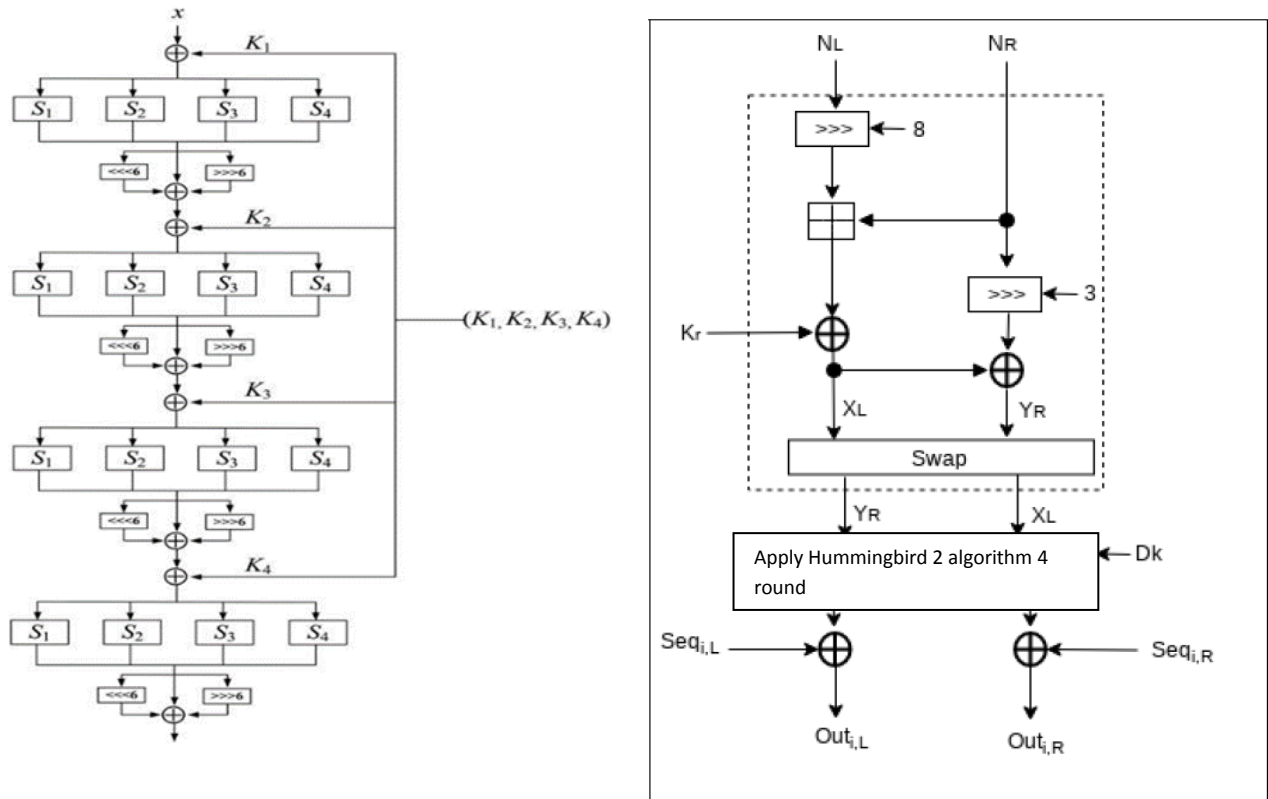 x
K₁
S₁ S₂ S₃ S₄
<<<6 >>>6
K₂
S₁ S₂ S₃ S₄
<<<6 >>>6
(K₁, K₂, K₃, K₄)
K₃
S₁ S₂ S₃ S₄
<<<6 >>>6
K₄
S₁ S₂ S₃ S₄
<<<6 >>>6
NL NR
>>> 8
>>> 3
Kr
XL YR
Swap
YR XL
Apply Hummingbird 2 algorithm 4
round
Dk
Seqi,L Seqi,R
Outi,L Outi,R